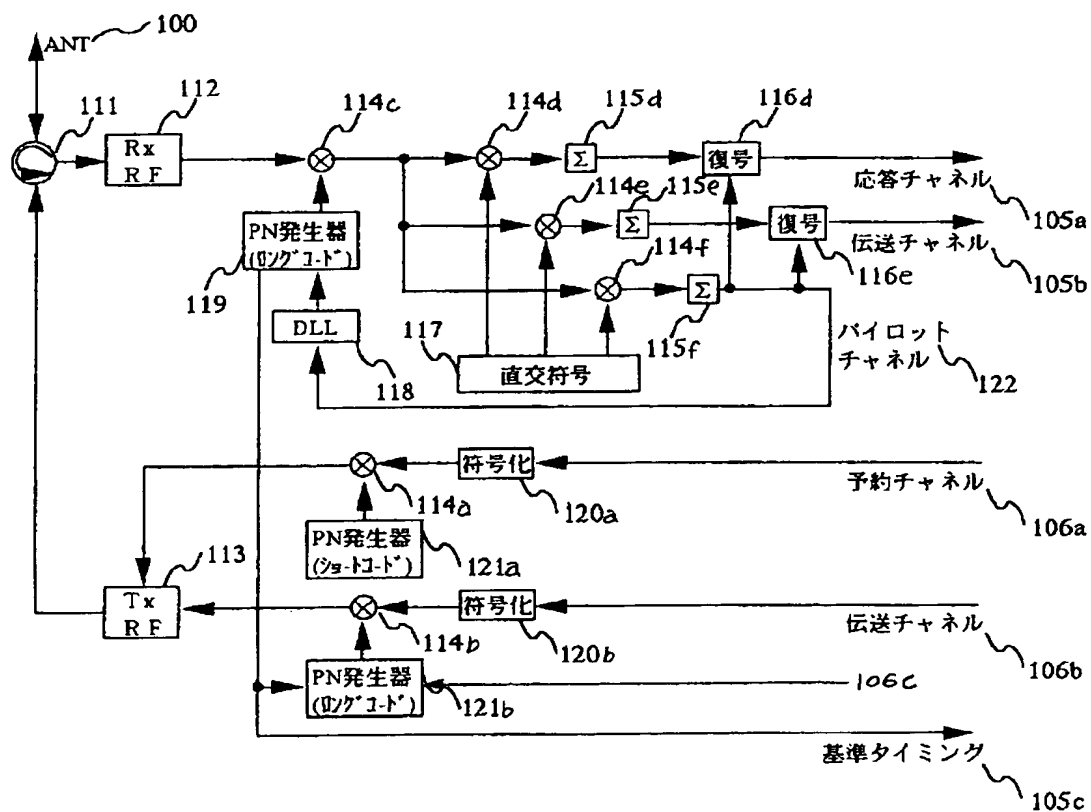 ANT
100
111
112
Rx
RF
114c
114d
115d
116d
Σ
復号
応答チャネル
105a
114e
115e
Σ
復号
伝送チャネル
105b
116e
PN発生器
(ロングコード)
119
114f
Σ
115f
DLL
118
117
直交符号
パイロット
チャネル
122
符号化
予約チャネル
106a
114a
120a
PN発生器
(ショートコード)
121a
113
Tx
RF
符号化
伝送チャネル
106b
114b
120b
PN発生器
(ロングコード)
121b
106c
基準タイミング
105c